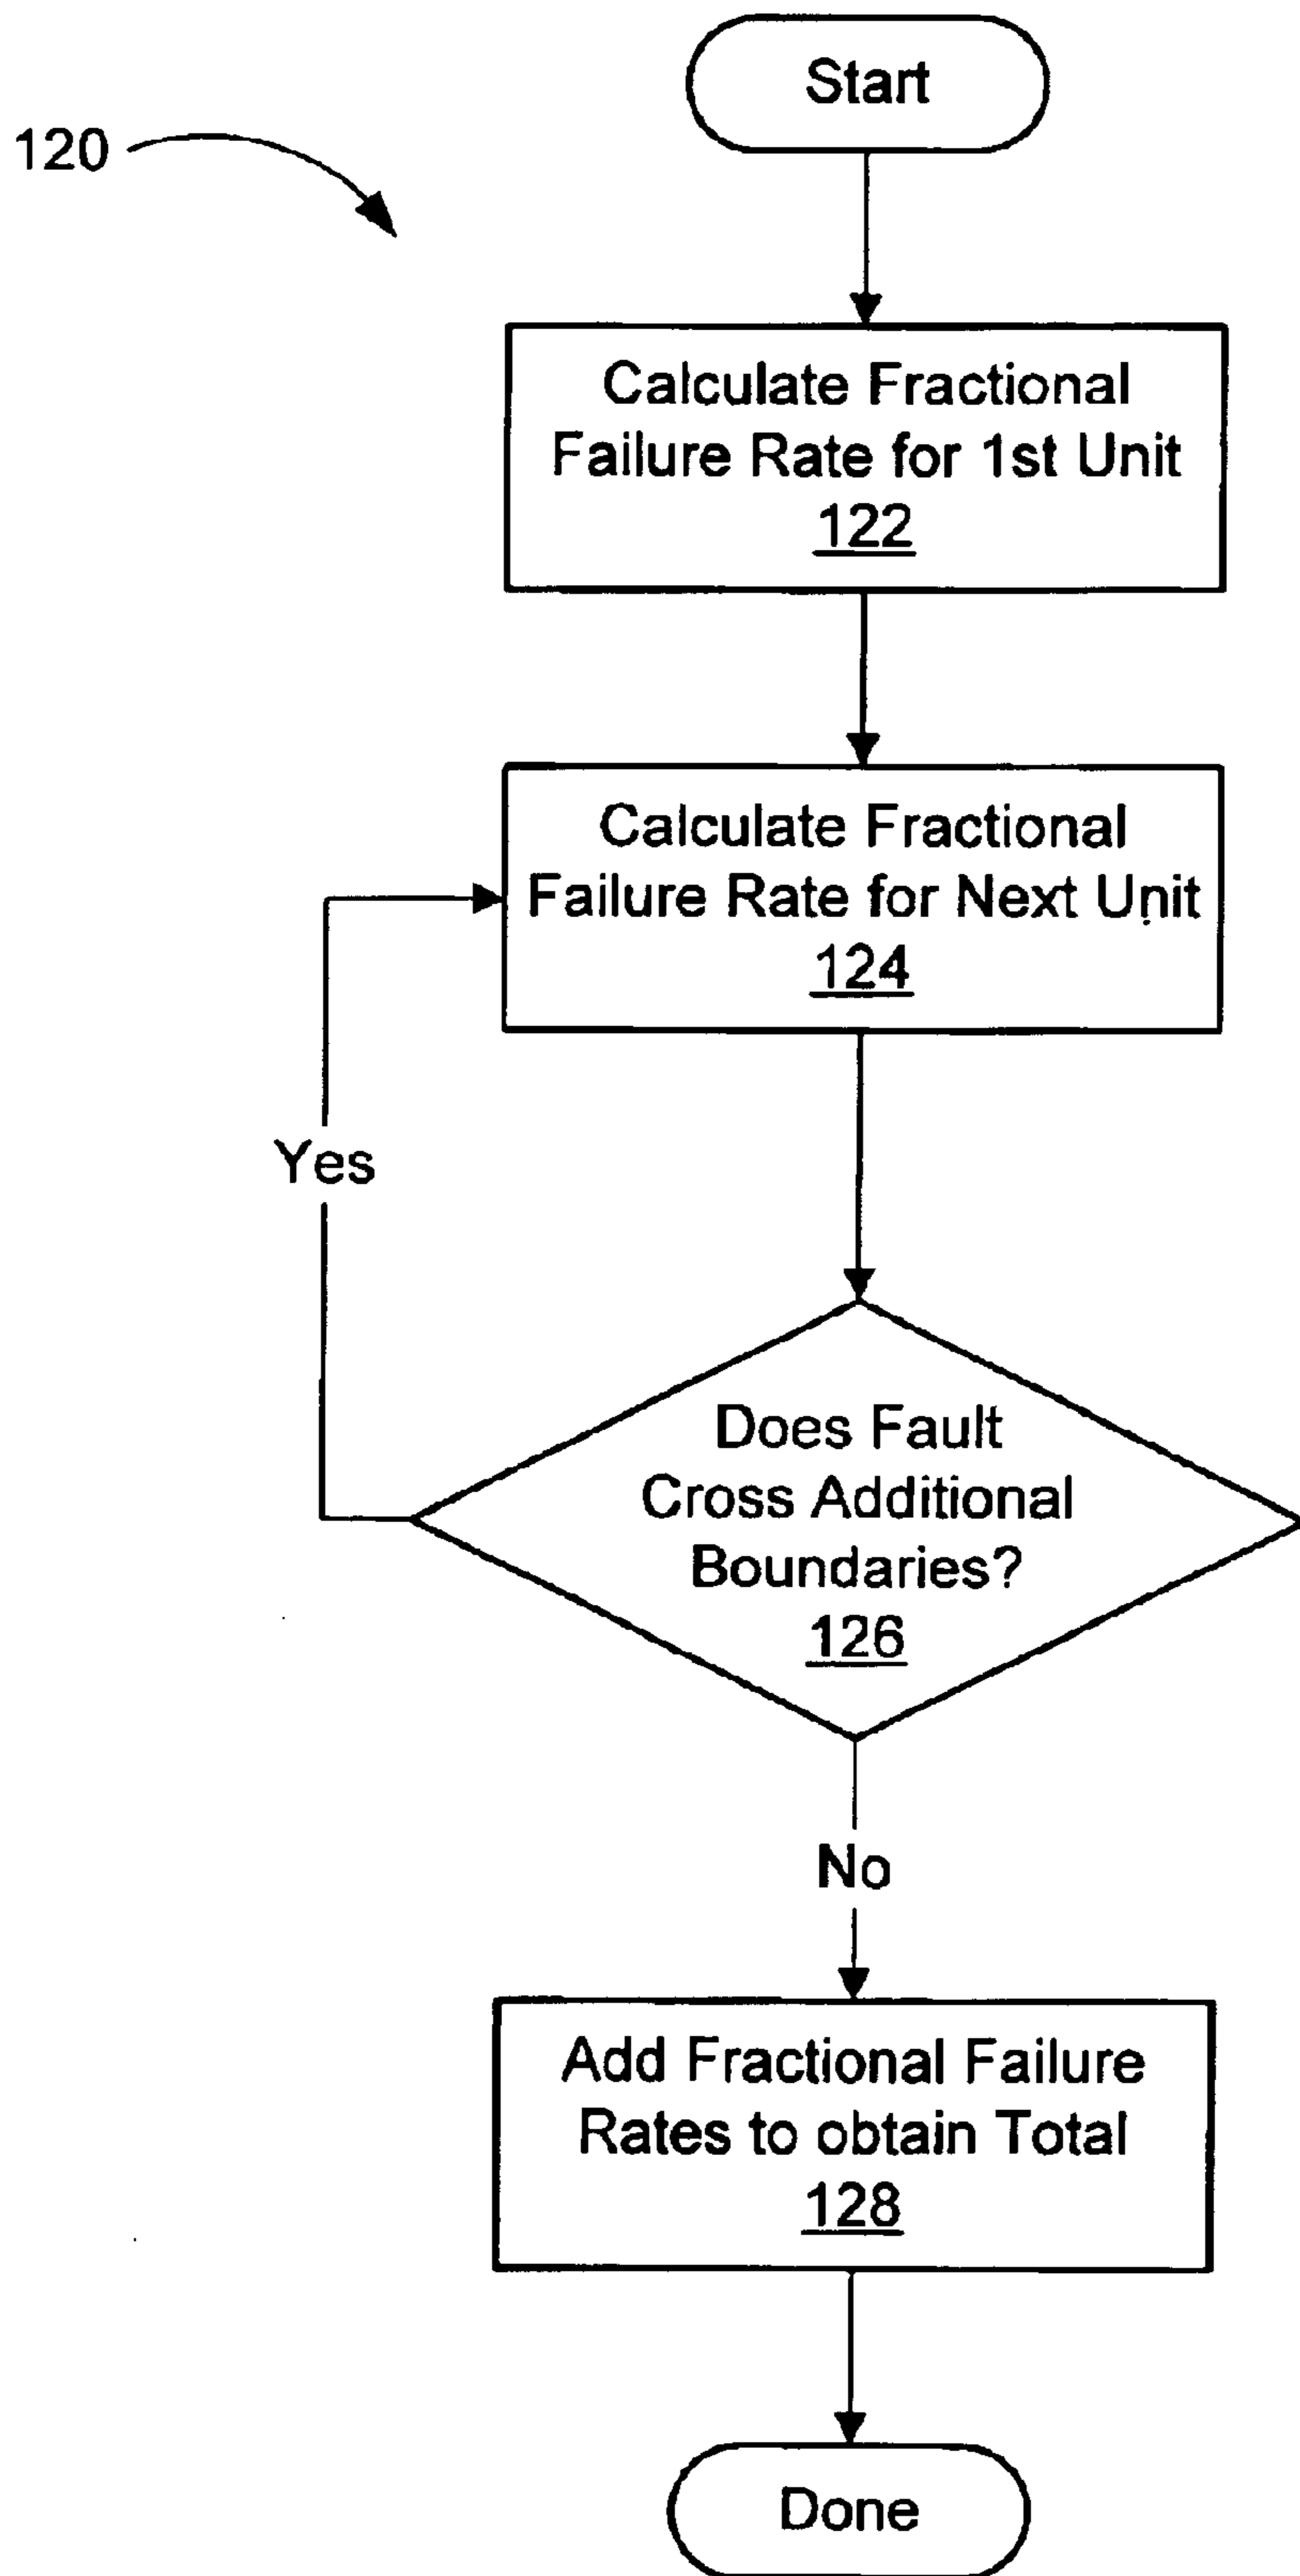 Start
120
Calculate Fractional
Failure Rate for 1st Unit
122
Calculate Fractional
Failure Rate for Next Unit
124
Yes
Does Fault
Cross Additional
Boundaries?
126
No
Add Fractional Failure
Rates to obtain Total
128
Done